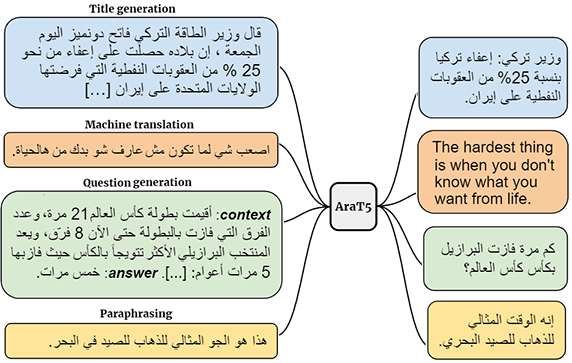 Title generation
قال وزير الطاقة التركي فاتح دونميز اليوم
الجمعة ، إن بلاده حصلت على إعفاء من نحو
25 % من العقوبات النفطية التي فرضتها
الولايات المتحدة على إيران [...]
Machine translation
اصعب شي لما تكون مش عارف شو بدك من هالحياة.
Question generation
context: أقيمت بطولة كأس العالم 21 مرة، وعدد
الفرق التي فازت بالبطولة حتى الآن 8 فرق، ويعد
المنتخب البرازيلي الأكثر تتويجاً بالكأس حيث فاز بها
5 مرات أعوام: [...]. answer: خمس مرات.
Paraphrasing
هذا هو الجو المثالي للذهاب للصيد في البحر.
AraT5
وزير تركي: إعفاء تركيا
بنسبة 25% من العقوبات
النفطية على إيران.
The hardest thing
is when you don't
know what you
want from life.
كم مرة فازت البرازيل
بكأس كأس العالم؟
إنه الوقت المثالي
للذهاب للصيد البحري.